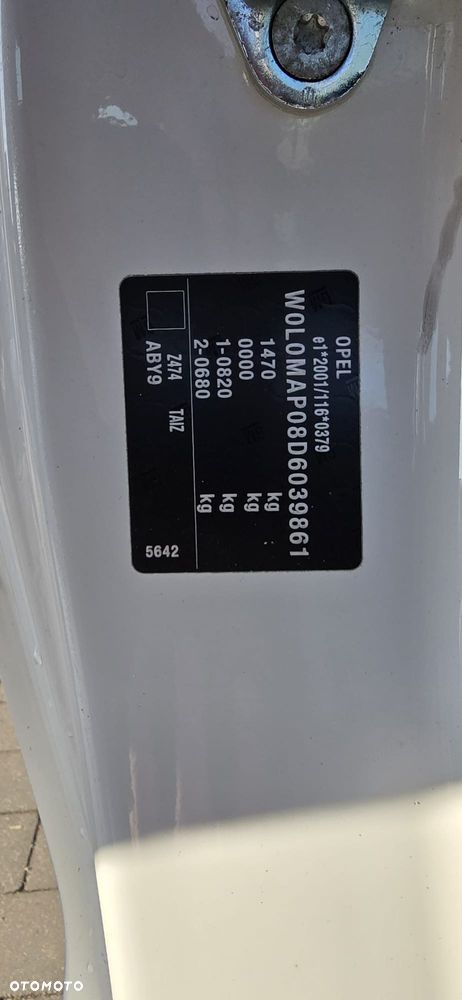 OPEL
e1*2001/116*0379
W0L0MAP08D6039861
1470 kg
0000 kg
1-0820 kg
2-0680 kg
Z474 TAIZ
ABY9
5642
OTOMOTO